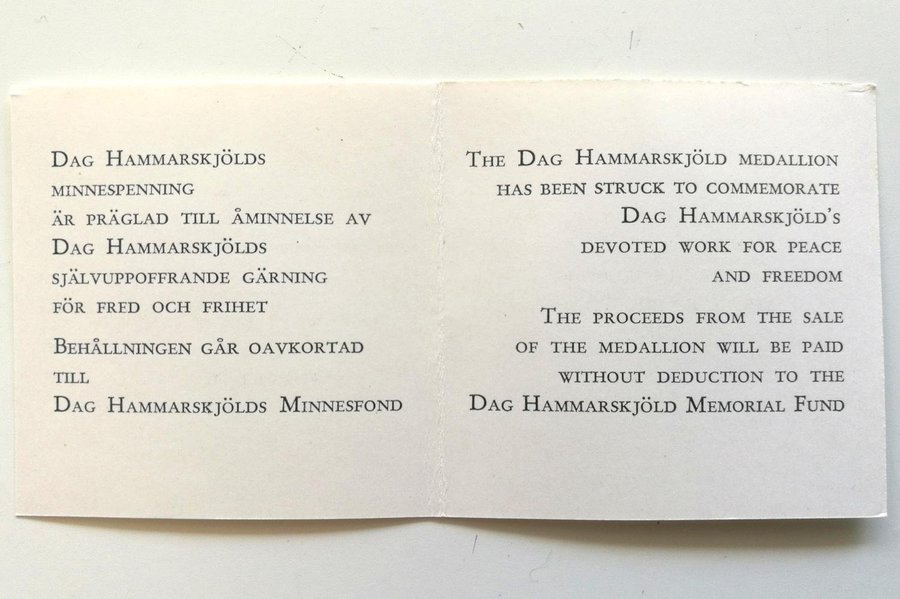 Dag Hammarskjölds
minnespenning
är präglad till åminnelse av
Dag Hammarskjölds
självuppoffrande gärning
för fred och frihet
Behållningen går oavkortad
till
Dag Hammarskjölds Minnesfond
The Dag Hammarskjöld medallion
has been struck to commemorate
Dag Hammarskjöld's
devoted work for peace
and freedom
The proceeds from the sale
of the medallion will be paid
without deduction to the
Dag Hammarskjöld Memorial Fund